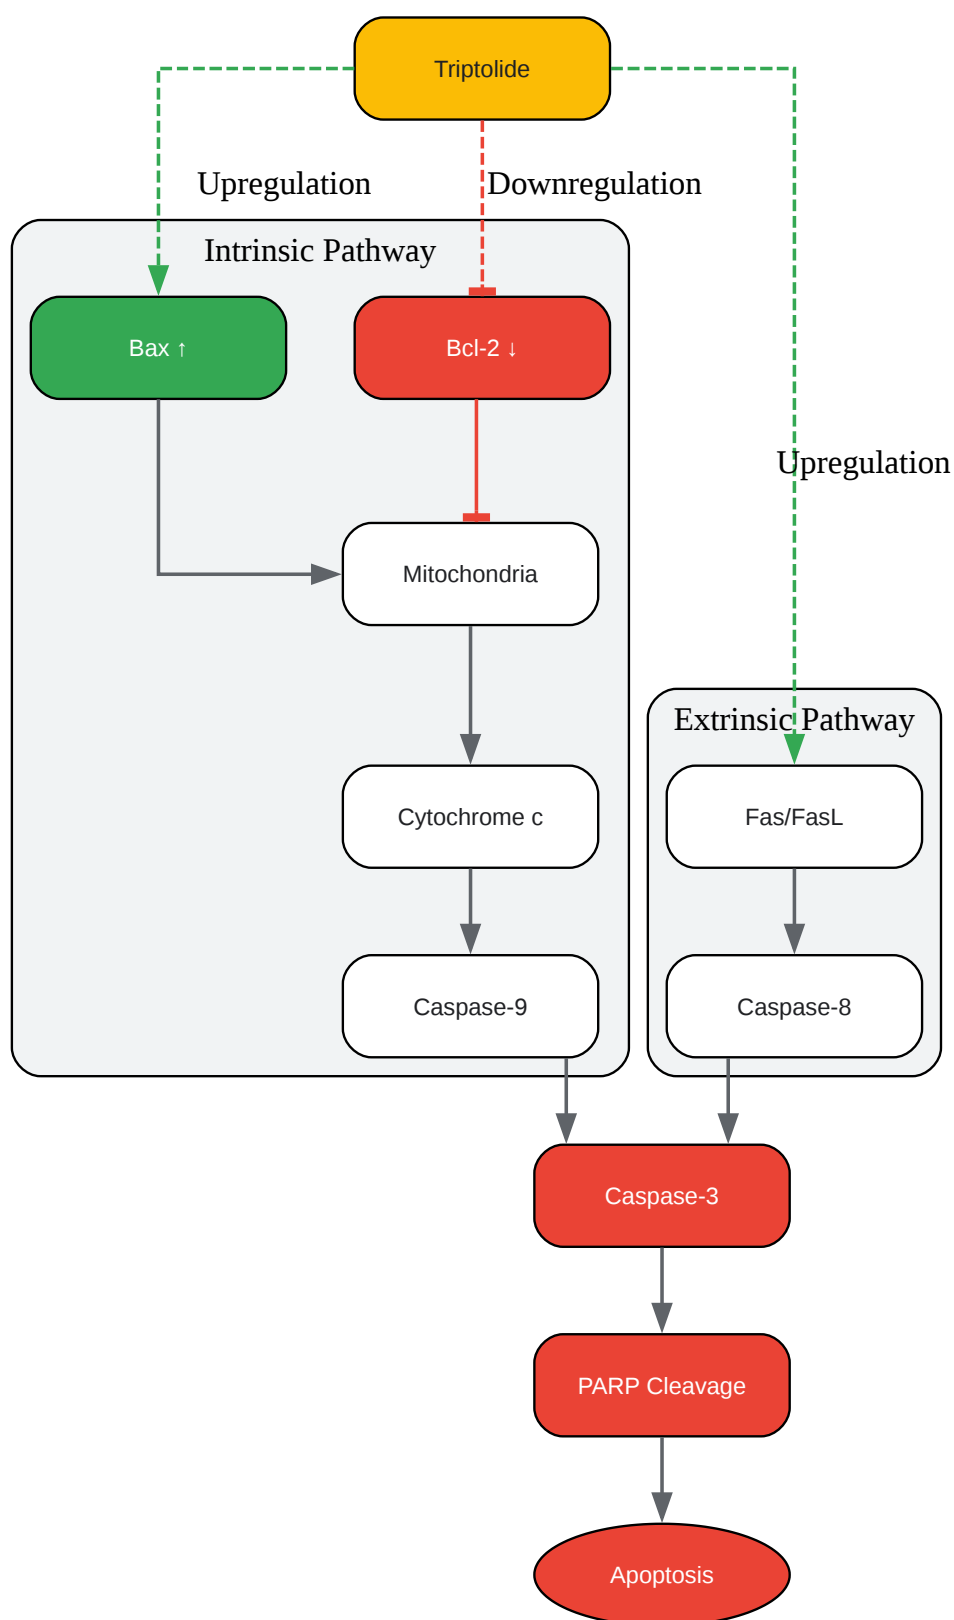 Triptolide
Upregulation
Downregulation
Intrinsic Pathway
Bax ↑
Bcl-2 ↓
Upregulation
Mitochondria
Extrinsic Pathway
Cytochrome c
Fas/FasL
Caspase-9
Caspase-8
Caspase-3
PARP Cleavage
Apoptosis